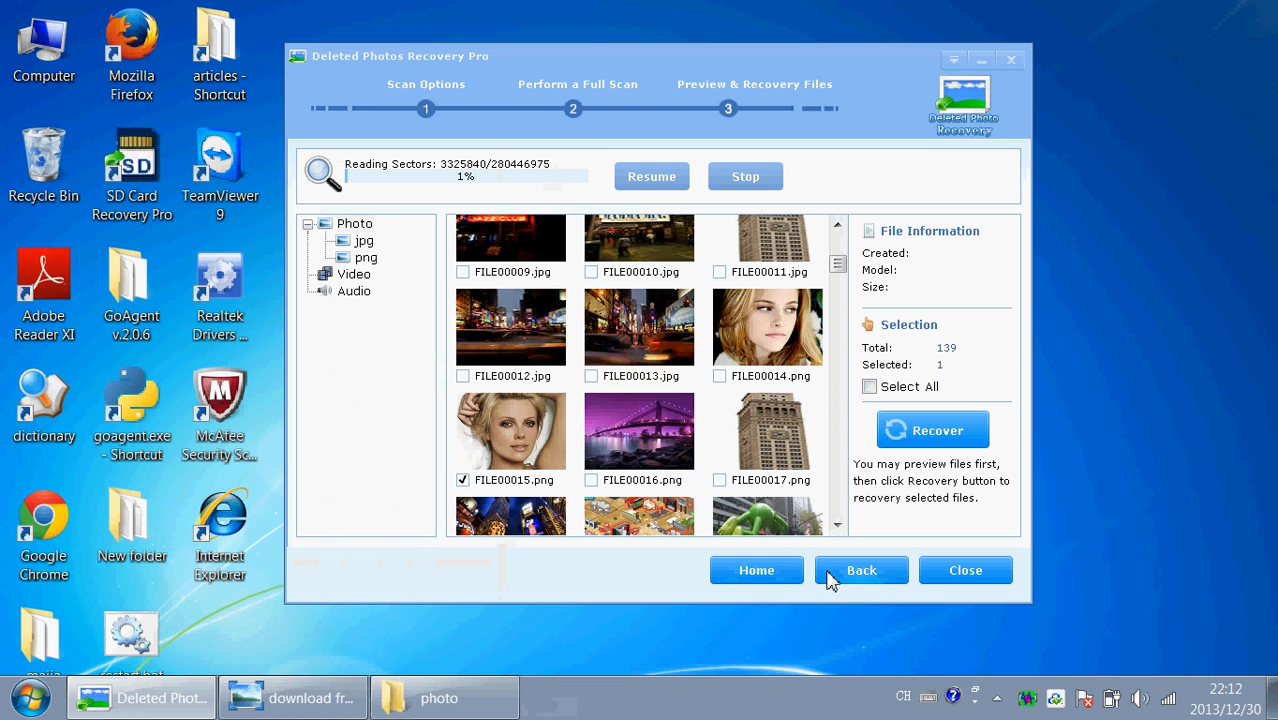 Computer
Mozilla
Firefox
articles -
Shortcut
Recycle Bin
SD
SD Card
Recovery Pro
TeamViewer
9
Adobe
Reader XI
GoAgent
v.2.0.6
Realtek
Drivers ...
dictionary
goagent.exe
- Shortcut
McAfee
Security Sc...
Google
Chrome
New folder
Internet
Explorer
restart.bat
Deleted Photos Recovery Pro
Scan Options
Perform a Full Scan
Preview & Recovery Files
1
2
3
Deleted Photo
Recovery
Reading Sectors: 3325840/280446975
1%
Resume
Stop
Photo
jpg
png
Video
Audio
JAZZ CLUB
FILE00009.jpg
FILE00010.jpg
FILE00011.jpg
FILE00012.jpg
FILE00013.jpg
FILE00014.png
FILE00015.png
FILE00016.png
FILE00017.png
File Information
Created:
Model:
Size:
Selection
Total: 139
Selected: 1
Select All
Recover
You may preview files first,
then click Recovery button to
recovery selected files.
Home
Back
Close
Deleted Phot...
download fr...
photo
CH
22:12
2013/12/30